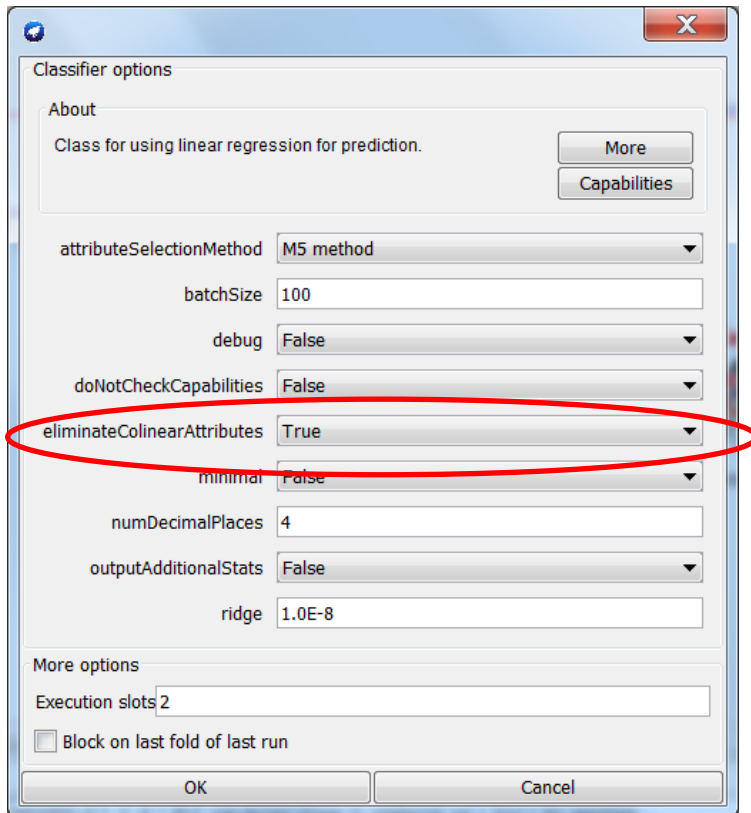 Classifier options
About
Class for using linear regression for prediction.
More
Capabilities
attributeSelectionMethod M5 method
batchSize 100
debug False
doNotCheckCapabilities False
eliminateColinearAttributes True
minimal False
numDecimalPlaces 4
outputAdditionalStats False
ridge 1.0E-8
More options
Execution slots 2
Block on last fold of last run
OK Cancel